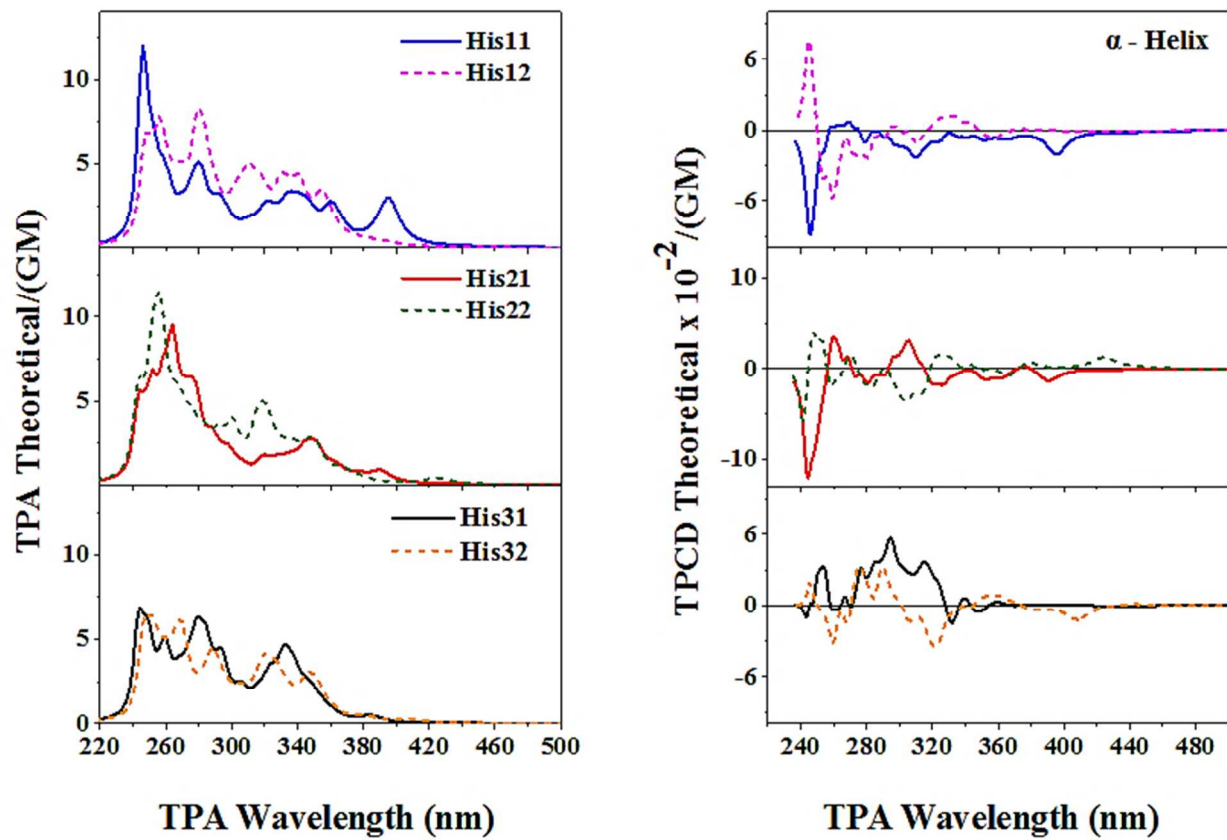 TPA Theoretical/(GM)
His11
His12
10
5
His21
His22
10
5
His31
His32
10
5
0
220 260 300 340 380 420 460 500
TPA Wavelength (nm)
TPCD Theoretical x 10⁻²/(GM)
α - Helix
6
0
-6
10
0
-10
6
0
-6
240 280 320 360 400 440 480
TPA Wavelength (nm)